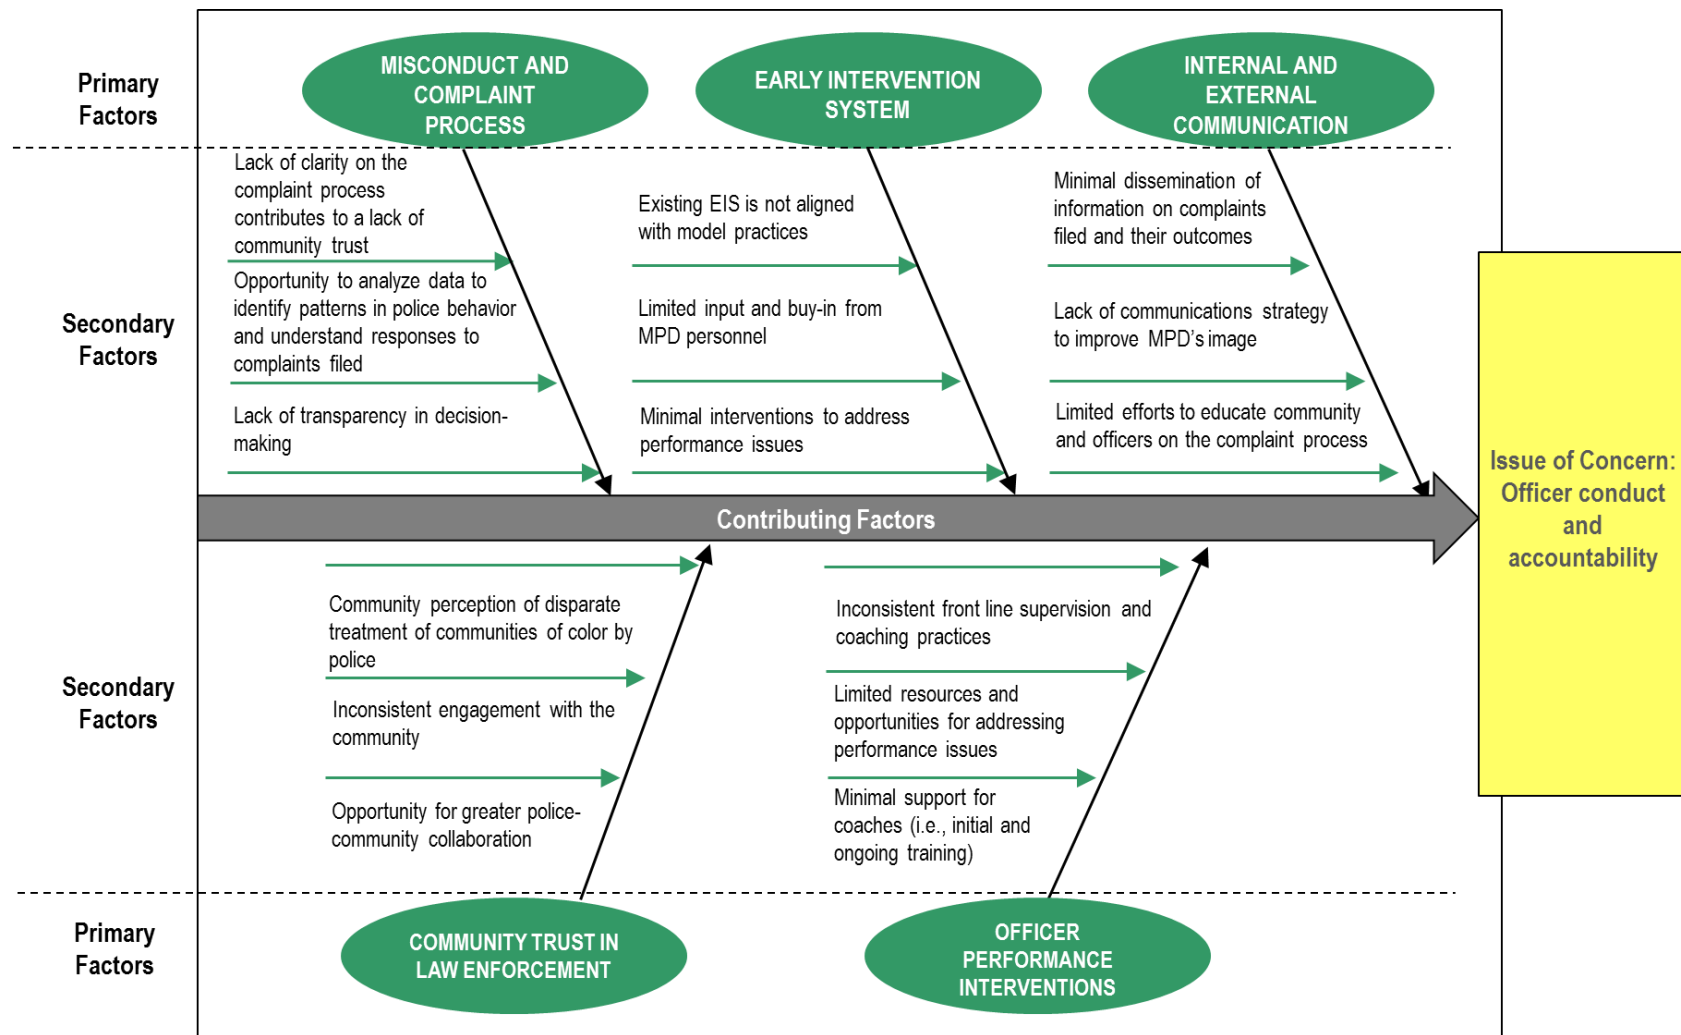 Primary
Factors
MISCONDUCT AND
COMPLAINT
PROCESS
EARLY INTERVENTION
SYSTEM
INTERNAL AND
EXTERNAL
COMMUNICATION
Secondary
Factors
Lack of clarity on the
complaint process
contributes to a lack of
community trust
Opportunity to analyze data to
identify patterns in police behavior
and understand responses to
complaints filed
Lack of transparency in decision-
making
Existing EIS is not aligned
with model practices
Limited input and buy-in from
MPD personnel
Minimal interventions to address
performance issues
Minimal dissemination of
information on complaints
filed and their outcomes
Lack of communications strategy
to improve MPD's image
Limited efforts to educate community
and officers on the complaint process
Contributing Factors
Issue of Concern:
Officer conduct
and
accountability
Secondary
Factors
Community perception of disparate
treatment of communities of color by
police
Inconsistent engagement with the
community
Opportunity for greater police-
community collaboration
Inconsistent front line supervision and
coaching practices
Limited resources and
opportunities for addressing
performance issues
Minimal support for
coaches (i.e., initial and
ongoing training)
Primary
Factors
COMMUNITY TRUST IN
LAW ENFORCEMENT
OFFICER
PERFORMANCE
INTERVENTIONS